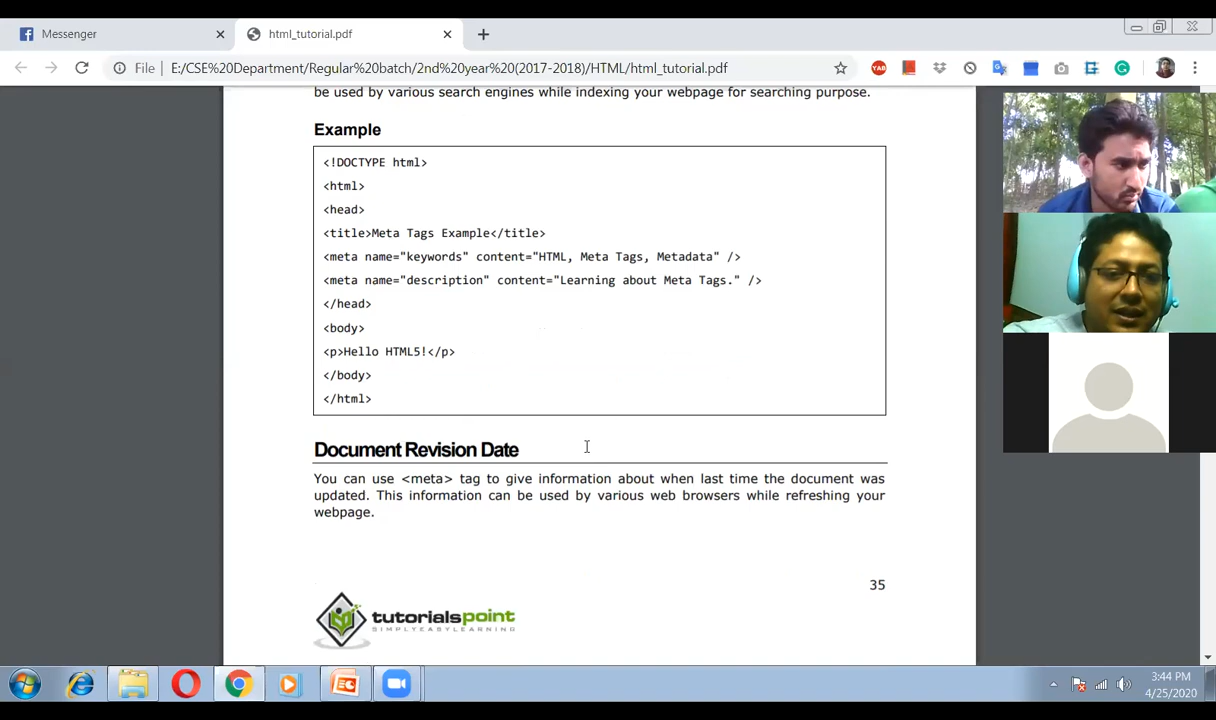 Messenger
html_tutorial.pdf
File | E:/CSE%20Department/Regular%20batch/2nd%20year%20(2017-2018)/HTML/html_tutorial.pdf
YAB
be used by various search engines while indexing your webpage for searching purpose.
Example
<!DOCTYPE html>
<html>
<head>
<title>Meta Tags Example</title>
<meta name="keywords" content="HTML, Meta Tags, Metadata" />
<meta name="description" content="Learning about Meta Tags." />
</head>
<body>
<p>Hello HTML5!</p>
</body>
</html>
Document Revision Date
You can use <meta> tag to give information about when last time the document was
updated. This information can be used by various web browsers while refreshing your
webpage.
35
tutorialspoint
SIMPLYEASYLEARNING
3:44 PM
4/25/2020